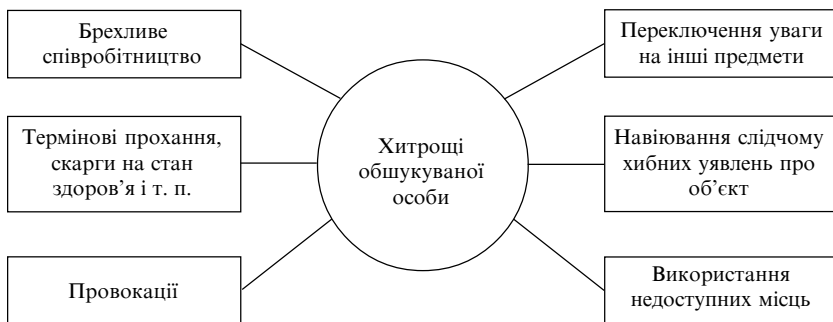 Брехливе
співробітництво
Термінові прохання,
скарги на стан
здоров'я і т. п.
Провокації
Хитрощі
обшукуваної
особи
Переключення уваги
на інші предмети
Навіювання слідчому
хибних уявлень про
об’єкт
Використання
недоступних місць